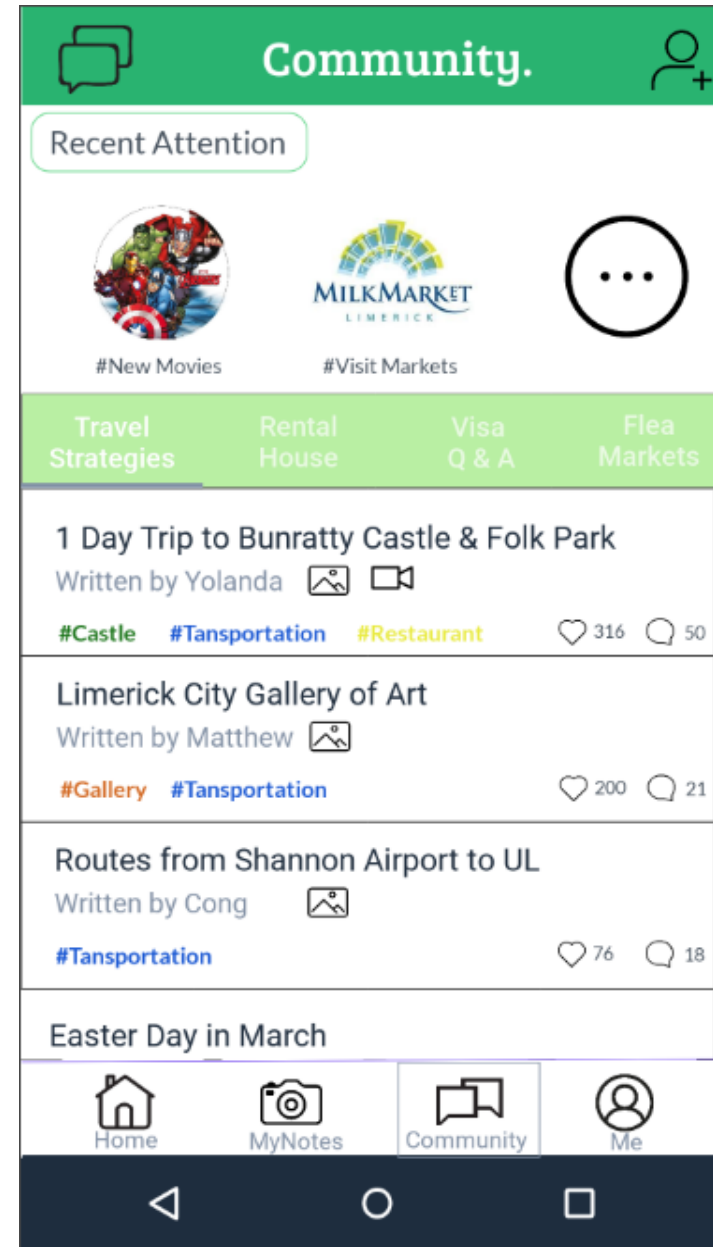 Community.
Recent Attention
MILKMARKET
LIMERICK
#New Movies
#Visit Markets
Travel Strategies
Rental House
Visa Q & A
Flea Markets
1 Day Trip to Bunratty Castle & Folk Park
Written by Yolanda
#Castle #Tansportation #Restaurant 316 50
Limerick City Gallery of Art
Written by Matthew
#Gallery #Tansportation 200 21
Routes from Shannon Airport to UL
Written by Cong
#Tansportation 76 18
Easter Day in March
Home MyNotes Community Me